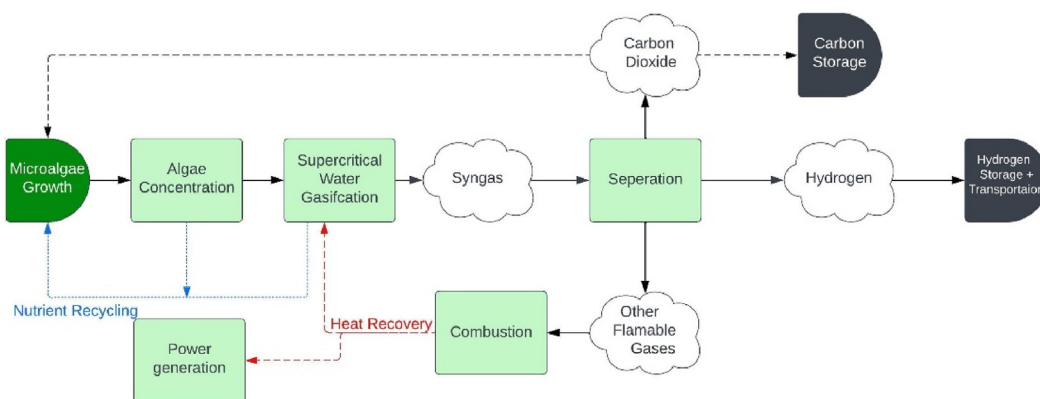 Carbon
Dioxide
Carbon
Storage
Microalgae
Growth
Algae
Concentration
Supercritical
Water
Gasifcation
Syngas
Seperation
Hydrogen
Hydrogen
Storage +
Transportaion
Nutrient Recycling
Heat Recovery
Combustion
Other
Flamable
Gases
Power
generation